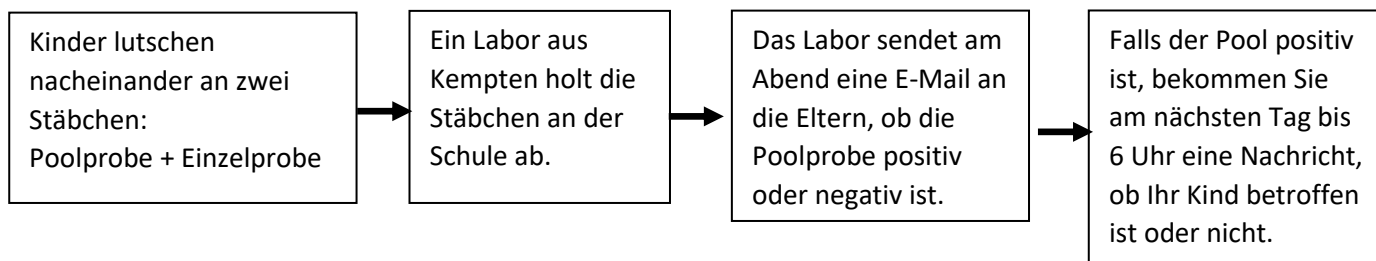 Kinder lutschen
nacheinander an zwei
Stäbchen:
Poolprobe + Einzelprobe
Ein Labor aus
Kempten holt die
Stäbchen an der
Schule ab.
Das Labor sendet am
Abend eine E-Mail an
die Eltern, ob die
Poolprobe positiv
oder negativ ist.
Falls der Pool positiv
ist, bekommen Sie
am nächsten Tag bis
6 Uhr eine Nachricht,
ob Ihr Kind betroffen
ist oder nicht.